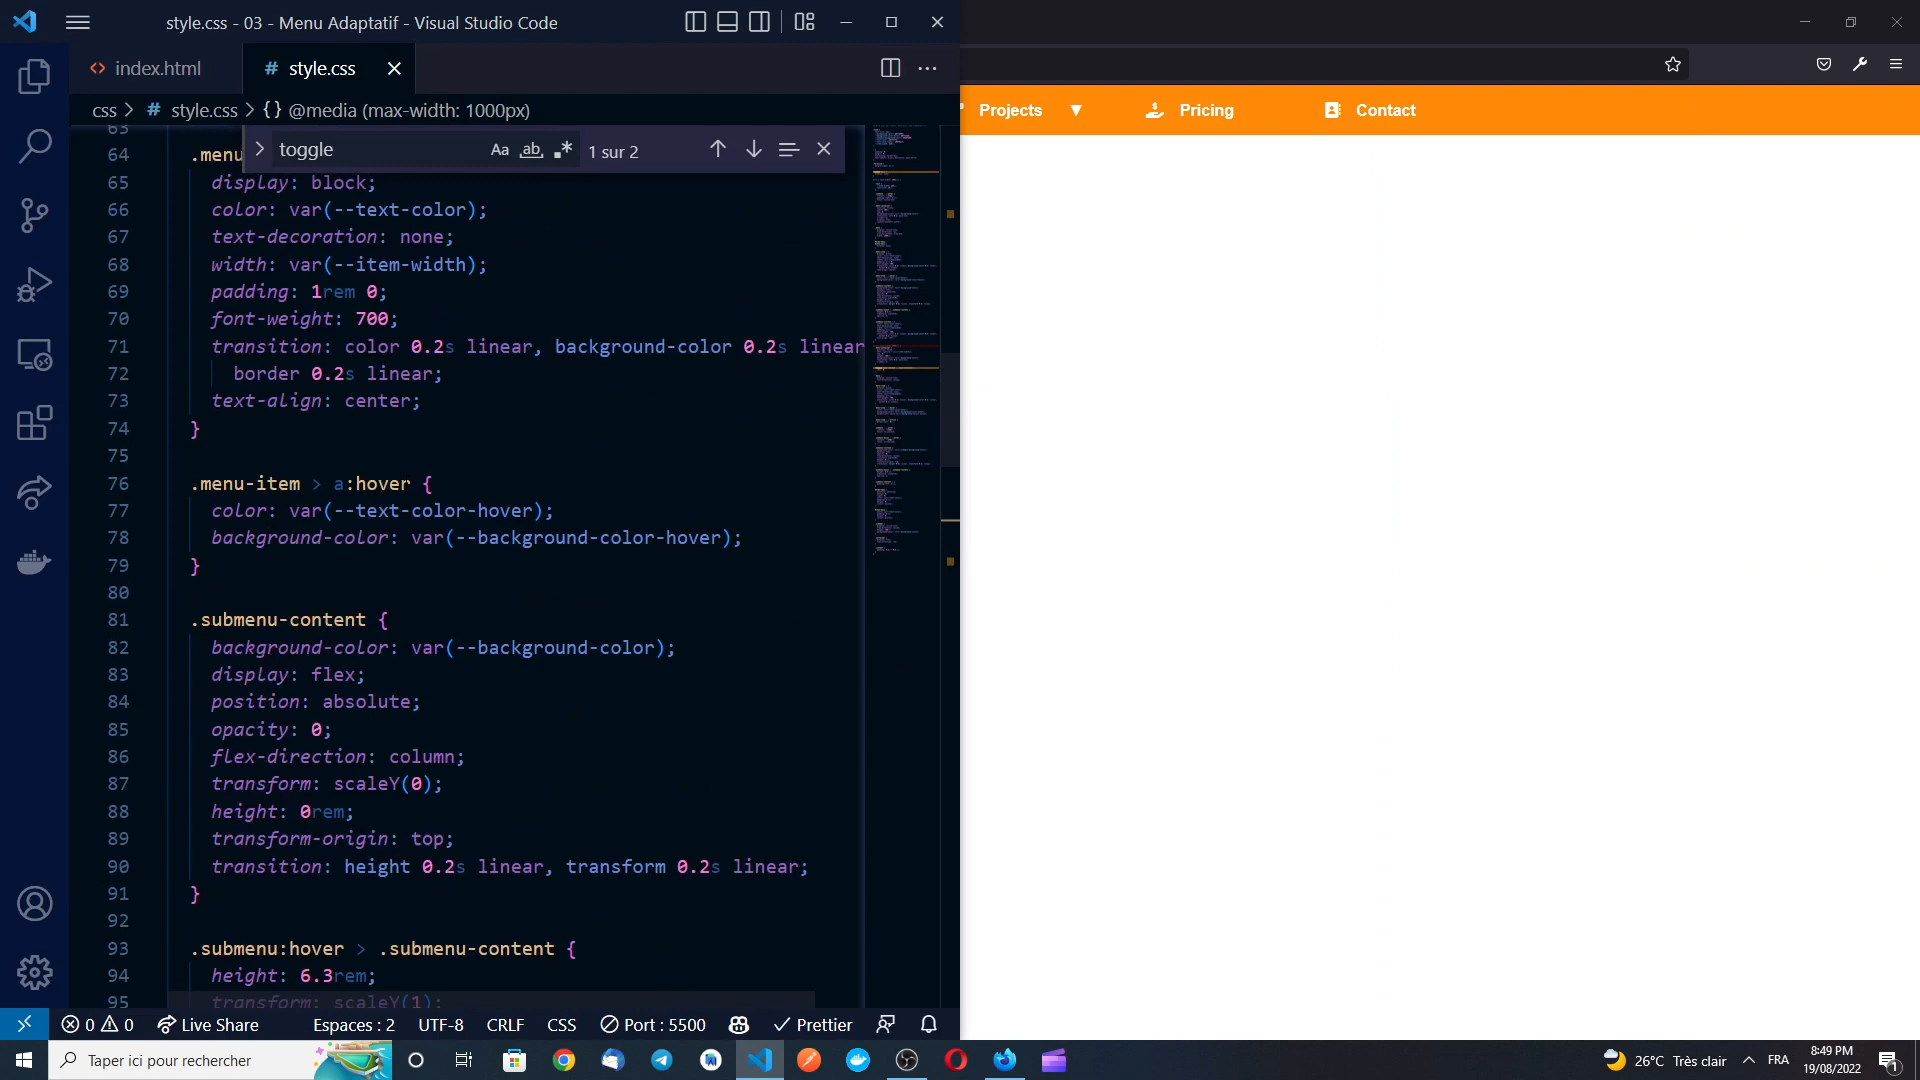 style.css - 03 - Menu Adaptatif - Visual Studio Code
index.html
# style.css
css > # style.css > {} @media (max-width: 1000px)
toggle
Aa ab, .* 1 sur 2
63
64 .menu
65 display: block;
66 color: var(--text-color);
67 text-decoration: none;
68 width: var(--item-width);
69 padding: 1rem 0;
70 font-weight: 700;
71 transition: color 0.2s linear, background-color 0.2s linear
72 border 0.2s linear;
73 text-align: center;
74 }
75
76 .menu-item > a:hover {
77 color: var(--text-color-hover);
78 background-color: var(--background-color-hover);
79 }
80
81 .submenu-content {
82 background-color: var(--background-color);
83 display: flex;
84 position: absolute;
85 opacity: 0;
86 flex-direction: column;
87 transform: scaleY(0);
88 height: 0rem;
89 transform-origin: top;
90 transition: height 0.2s linear, transform 0.2s linear;
91 }
92
93 .submenu:hover > .submenu-content {
94 height: 6.3rem;
95 transform: scaleY(1);
0 0 Live Share Espaces : 2 UTF-8 CRLF CSS Port : 5500 Prettier
Projects ▼ Pricing Contact
Taper ici pour rechercher
26°C Très clair FRA 8:49 PM
19/08/2022
1